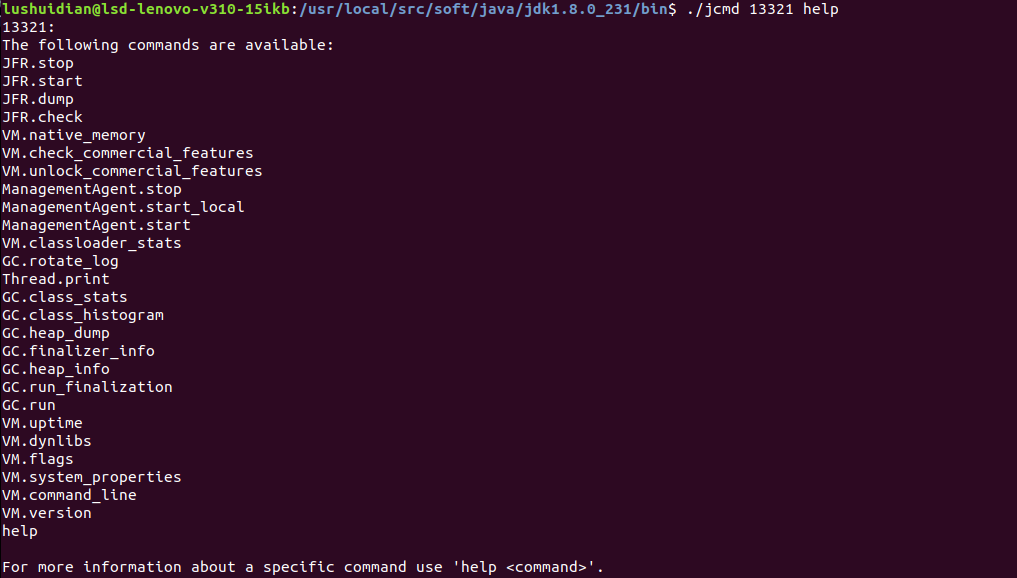 lushuidian@lsd-lenovo-v310-15ikb:/usr/local/src/soft/java/jdk1.8.0_231/bin$ ./jcmd 13321 help
13321:
The following commands are available:
JFR.stop
JFR.start
JFR.dump
JFR.check
VM.native_memory
VM.check_commercial_features
VM.unlock_commercial_features
ManagementAgent.stop
ManagementAgent.start_local
ManagementAgent.start
VM.classloader_stats
GC.rotate_log
Thread.print
GC.class_stats
GC.class_histogram
GC.heap_dump
GC.finalizer_info
GC.heap_info
GC.run_finalization
GC.run
VM.uptime
VM.dynlibs
VM.flags
VM.system_properties
VM.command_line
VM.version
help
For more information about a specific command use 'help <command>'.